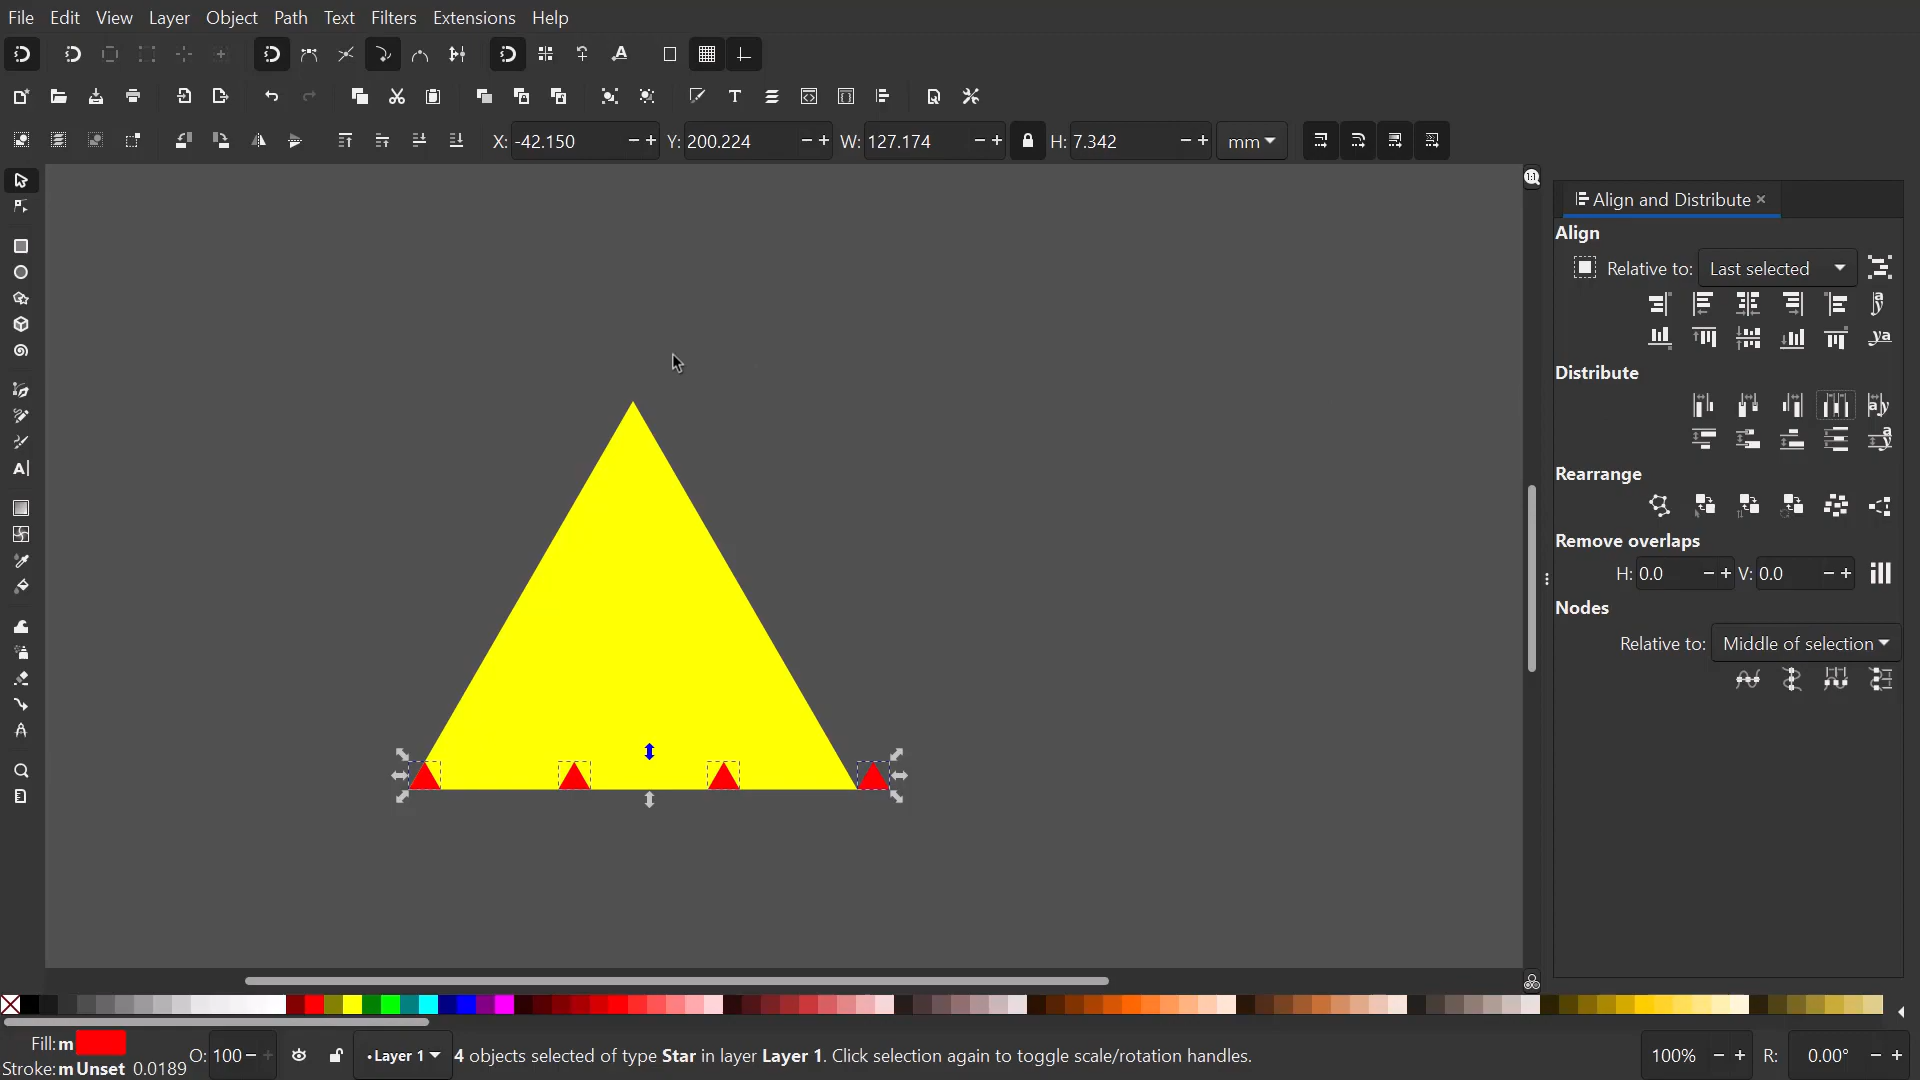 File Edit View Layer Object Path Text Filters Extensions Help
X: -42.150 Y: 200.224 W: 127.174 H: 7.342 mm
Align and Distribute
Align
Relative to: Last selected
Distribute
Rearrange
Remove overlaps
H: 0.0 V: 0.0
Nodes
Relative to: Middle of selection
Fill: m
Stroke: m Unset 0.0189
O: 100
•Layer 1
4 objects selected of type Star in layer Layer 1. Click selection again to toggle scale/rotation handles.
100% R: 0.00°